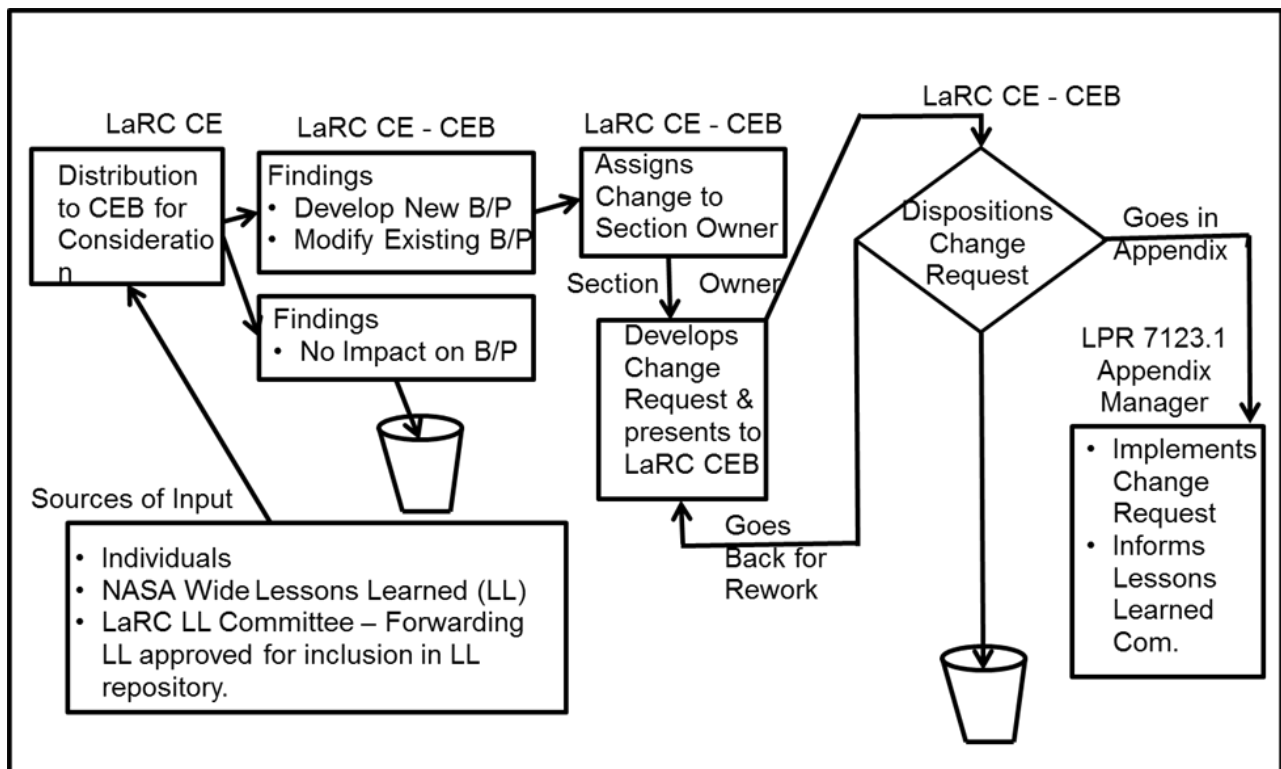 LaRC CE
Distribution
to CEB for
Consideratio
n
LaRC CE - CEB
Findings
• Develop New B/P
• Modify Existing B/P
Findings
• No Impact on B/P
LaRC CE - CEB
Assigns
Change to
Section Owner
Section Owner
Develops
Change
Request &
presents to
LaRC CEB
LaRC CE - CEB
Dispositions
Change
Request
Goes in
Appendix
Goes
Back for
Rework
LPR 7123.1
Appendix
Manager
• Implements
Change
Request
• Informs
Lessons
Learned
Com.
Sources of Input
• Individuals
• NASA Wide Lessons Learned (LL)
• LaRC LL Committee – Forwarding
LL approved for inclusion in LL
repository.